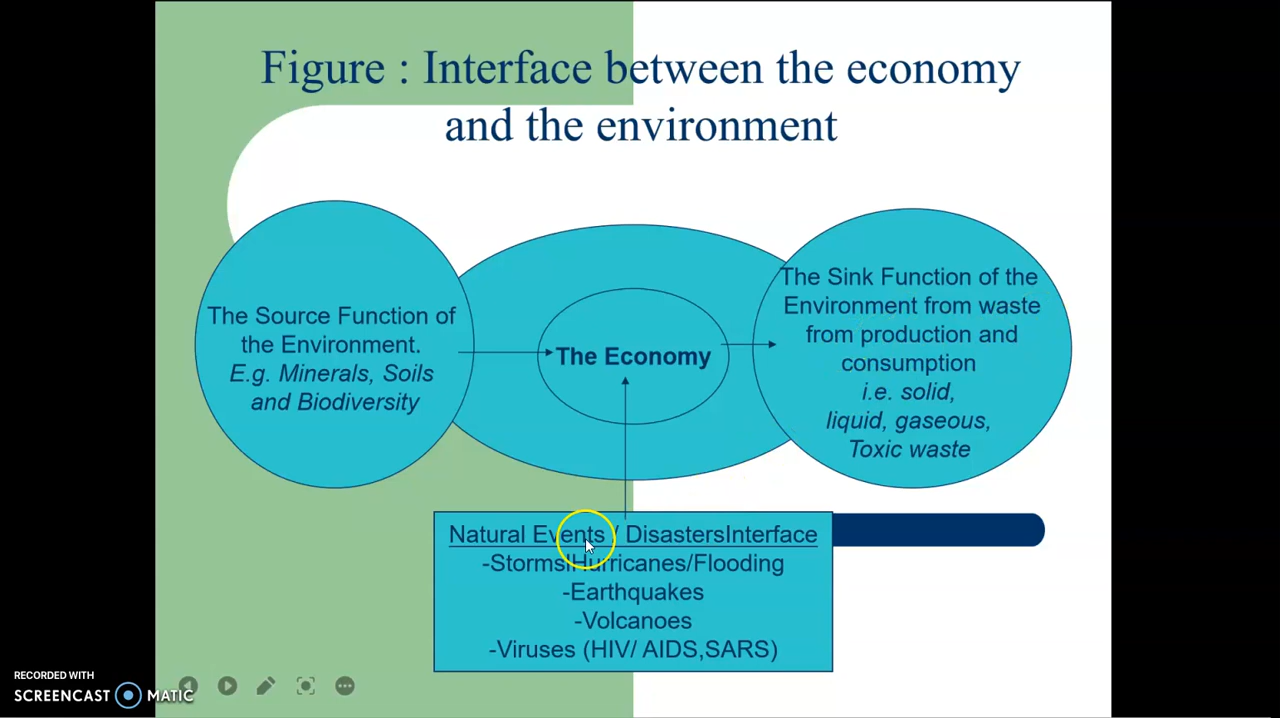 Figure : Interface between the economy
and the environment
The Source Function of
the Environment.
E.g. Minerals, Soils
and Biodiversity
The Economy
The Sink Function of the
Environment from waste
from production and
consumption
i.e. solid,
liquid, gaseous,
Toxic waste
Natural Events / DisastersInterface
-Storms|Hurricanes/Flooding
-Earthquakes
-Volcanoes
-Viruses (HIV/ AIDS,SARS)
RECORDED WITH
SCREENCAST MATIC